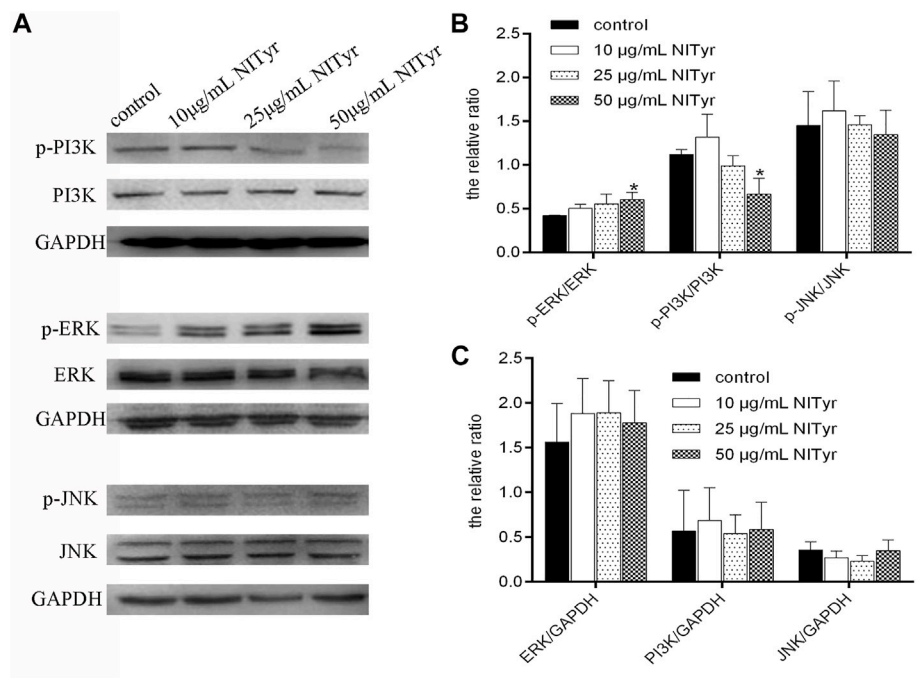 A
control
10µg/mL NITyr
25µg/mL NITyr
50µg/mL NITyr
p-PI3K
PI3K
GAPDH
p-ERK
ERK
GAPDH
p-JNK
JNK
GAPDH
B
control
10 µg/mL NITyr
25 µg/mL NITyr
50 µg/mL NITyr
the relative ratio
2.5
2.0
1.5
1.0
0.5
0.0
*
*
p-ERK/ERK
p-PI3K/PI3K
p-JNK/JNK
C
control
10 µg/mL NITyr
25 µg/mL NITyr
50 µg/mL NITyr
the relative ratio
2.5
2.0
1.5
1.0
0.5
0.0
ERK/GAPDH
PI3K/GAPDH
JNK/GAPDH